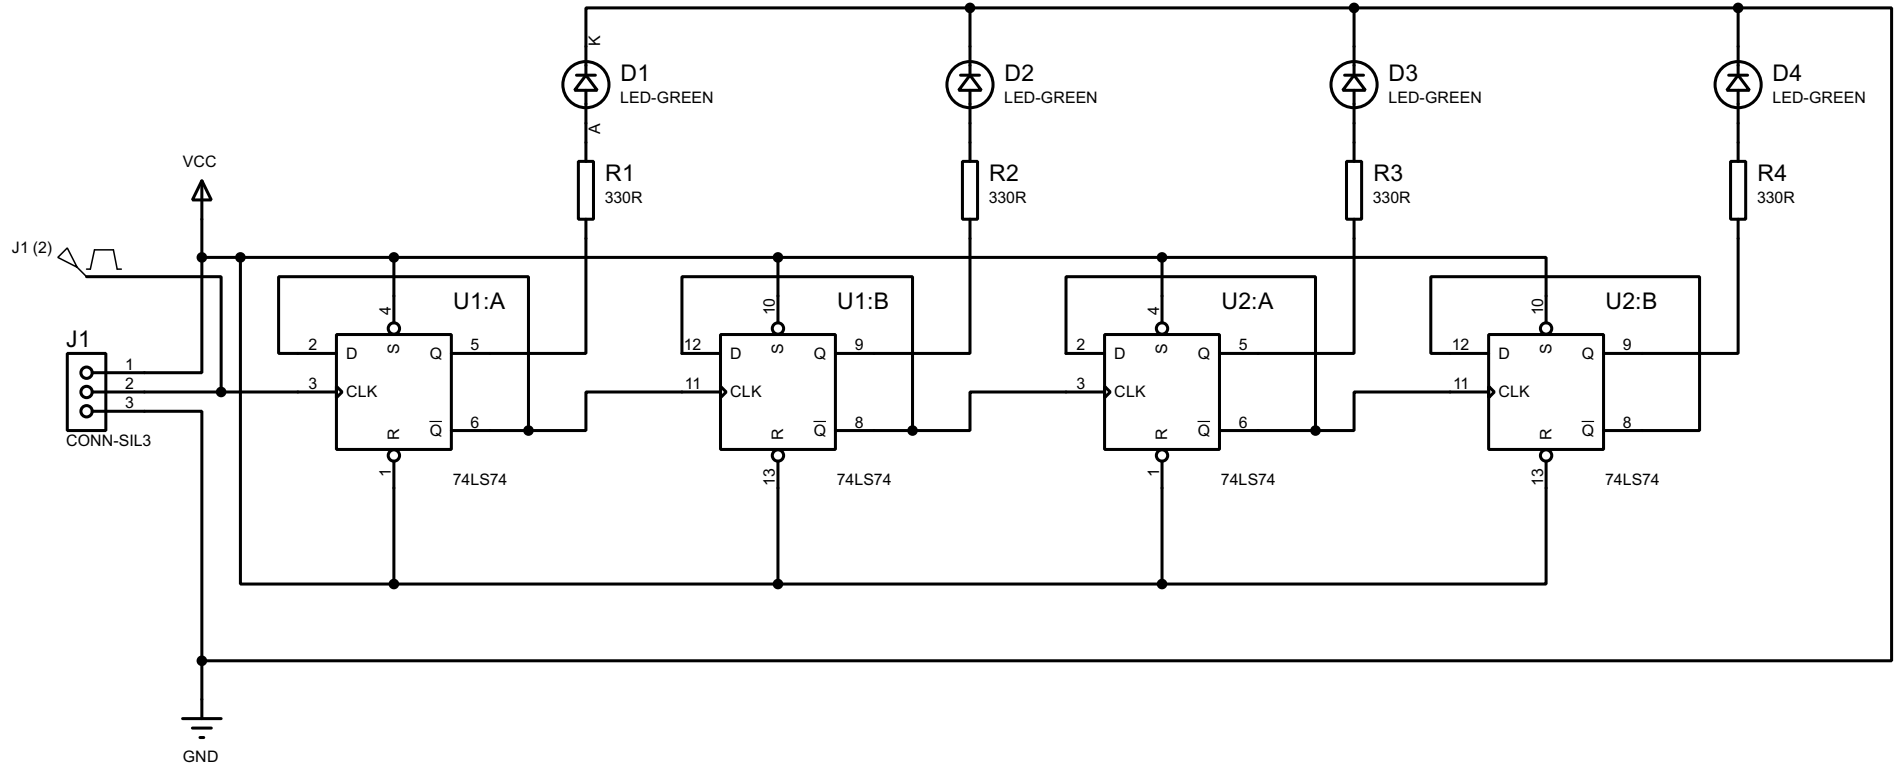 K
D1
LED-GREEN
A
D2
LED-GREEN
D3
LED-GREEN
D4
LED-GREEN
R1
330R
R2
330R
R3
330R
R4
330R
VCC
J1 (2)
J1
1
2
3
CONN-SIL3
GND
U1:A
4
2
D
S
Q
5
3
CLK
R
Q
6
1
74LS74
U1:B
10
12
D
S
Q
9
11
CLK
R
Q
8
13
74LS74
U2:A
4
2
D
S
Q
5
3
CLK
R
Q
6
1
74LS74
U2:B
10
12
D
S
Q
9
11
CLK
R
Q
8
13
74LS74